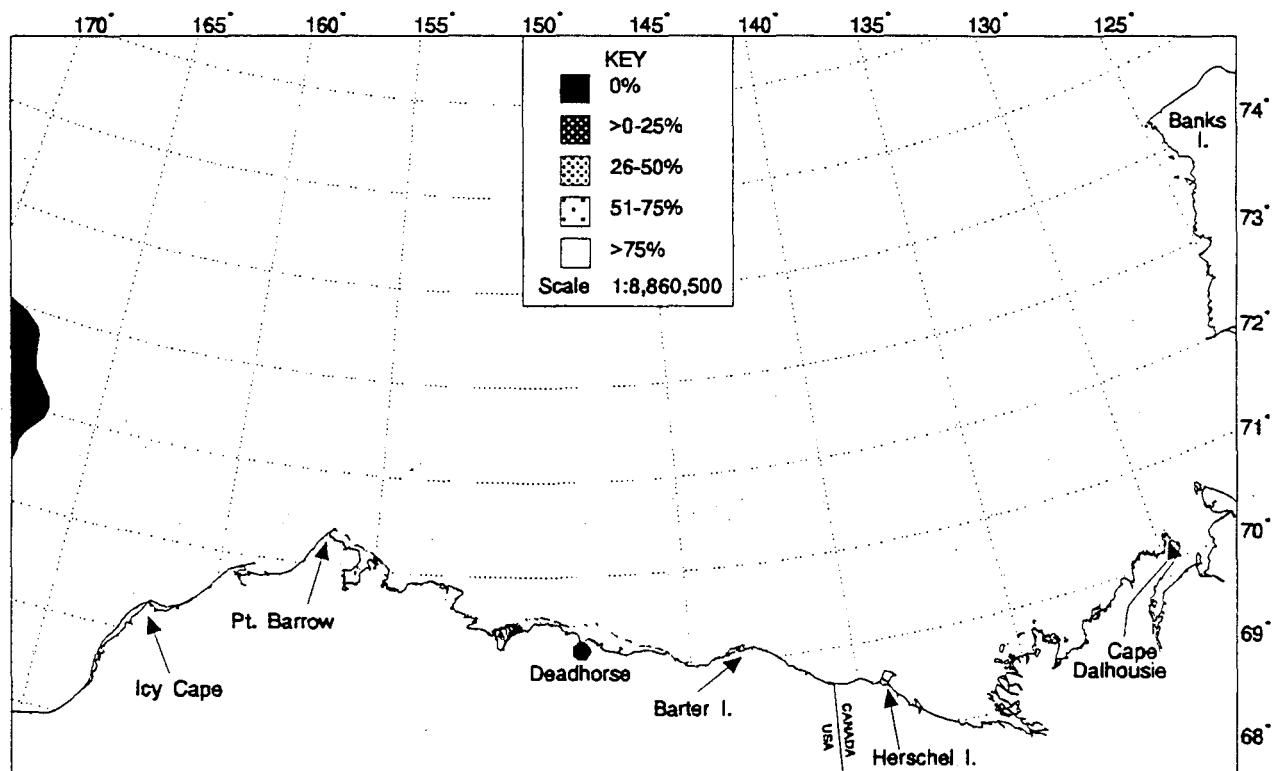 170° 165° 160° 155° 150° 145° 140° 135° 130° 125°
KEY
0%
>0-25%
26-50%
51-75%
>75%
Scale 1:8,860,500
74°
73°
72°
71°
70°
69°
68°
Banks
I.
Pt. Barrow
Icy Cape
Deadhorse
Barter I.
CANADA
USA
Herschel I.
Cape
Dalhousie